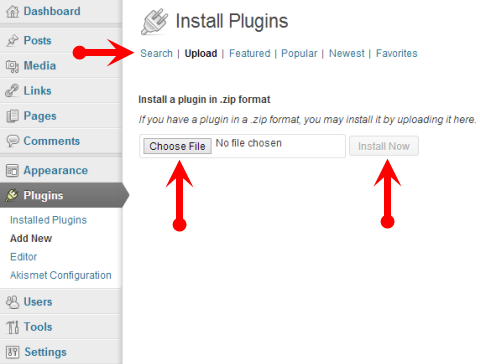 Dashboard
Posts
Media
Links
Pages
Comments
Appearance
Plugins
Installed Plugins
Add New
Editor
Akismet Configuration
Users
Tools
Settings
Install Plugins
Search | Upload | Featured | Popular | Newest | Favorites
Install a plugin in .zip format
If you have a plugin in a .zip format, you may install it by uploading it here.
Choose File No file chosen Install Now